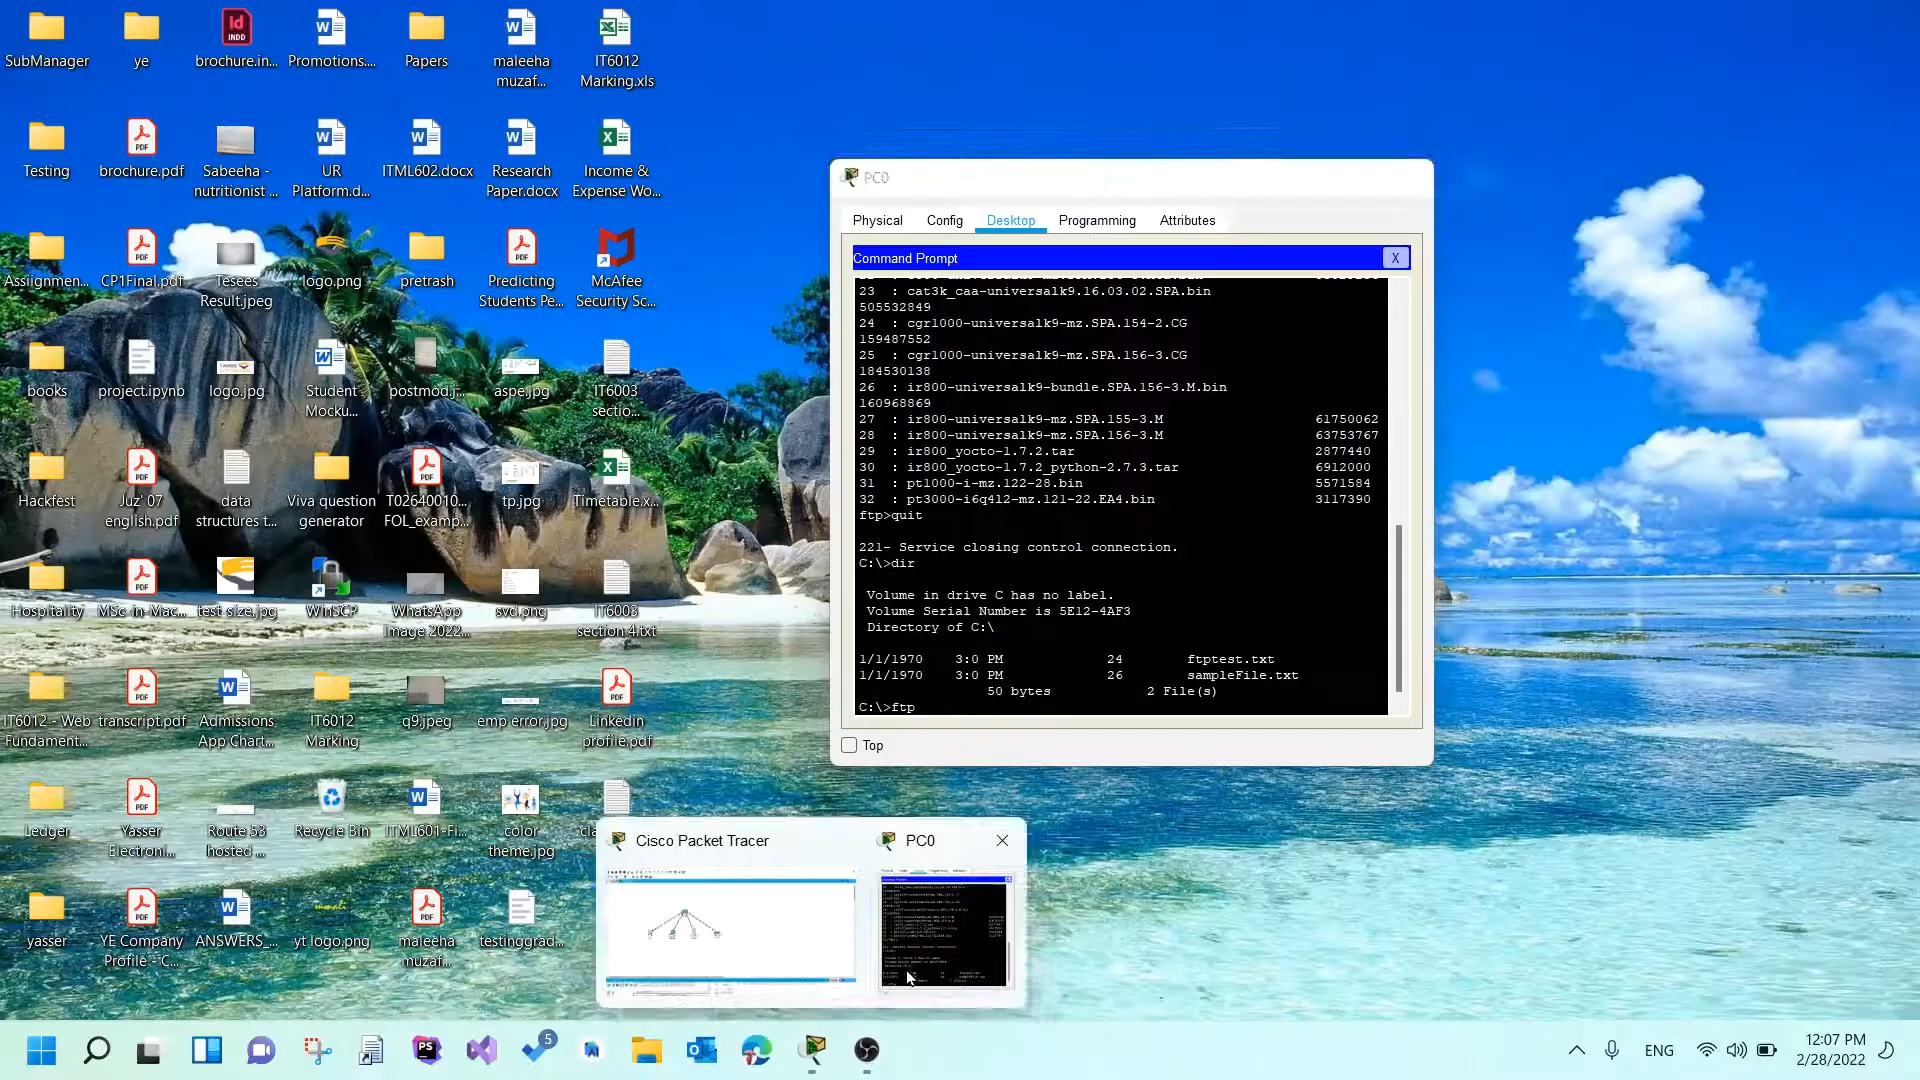 SubManager
ye
brochure.in...
Promotions....
Papers
maleeha
muzaf...
IT6012
Marking.xls
Testing
brochure.pdf
Sabeeha -
nutritionist ...
UR
Platform.d...
ITML602.docx
Research
Paper.docx
Income &
Expense Wo...
Assiignmen...
CP1Final.pdf
Tesees
Result.jpeg
logo.png
pretrash
Predicting
Students Pe...
McAfee
Security Sc...
books
project.ipynb
logo.jpg
Student
Mocku...
postmod.j...
aspe.jpg
IT6003
sectio...
Hackfest
Juz' 07
english.pdf
data
structures t...
Viva question
generator
T02640010...
FOL_examp...
tp.jpg
Timetable.x...
Hospitality
MSc-in-Mac...
test-size.jpg
WinSCP
WhatsApp
Image 2022...
svd.png
IT6003
section 4.txt
IT6012 - Web
Fundament...
transcript.pdf
Admissions
App Chart...
IT6012
Marking
q9.jpeg
emp error.jpg
Linkedin
profile.pdf
Ledger
Yasser
Electroni...
Route 53
hosted ...
Recycle Bin
ITML601-Fi...
color
theme.jpg
cla
yasser
YE Company
Profile - C...
ANSWERS_...
yt logo.png
maleeha
muzaf...
testinggrad...
PC0
Physical Config Desktop Programming Attributes
Command Prompt X
23 : cat3k_caa-universalk9.16.03.02.SPA.bin
505532849
24 : cgr1000-universalk9-mz.SPA.154-2.CG
159487552
25 : cgr1000-universalk9-mz.SPA.156-3.CG
184530138
26 : ir800-universalk9-bundle.SPA.156-3.M.bin
160968869
27 : ir800-universalk9-mz.SPA.155-3.M 61750062
28 : ir800-universalk9-mz.SPA.156-3.M 63753767
29 : ir800_yocto-1.7.2.tar 2877440
30 : ir800_yocto-1.7.2_python-2.7.3.tar 6912000
31 : pt1000-i-mz.122-28.bin 5571584
32 : pt3000-i6q4l2-mz.121-22.EA4.bin 3117390
ftp>quit
221- Service closing control connection.
C:\>dir
Volume in drive C has no label.
Volume Serial Number is 5E12-4AF3
Directory of C:\
1/1/1970 3:0 PM 24 ftptest.txt
1/1/1970 3:0 PM 26 sampleFile.txt
50 bytes 2 File(s)
C:\>ftp
Top
Cisco Packet Tracer
PC0
5
ENG
12:07 PM
2/28/2022